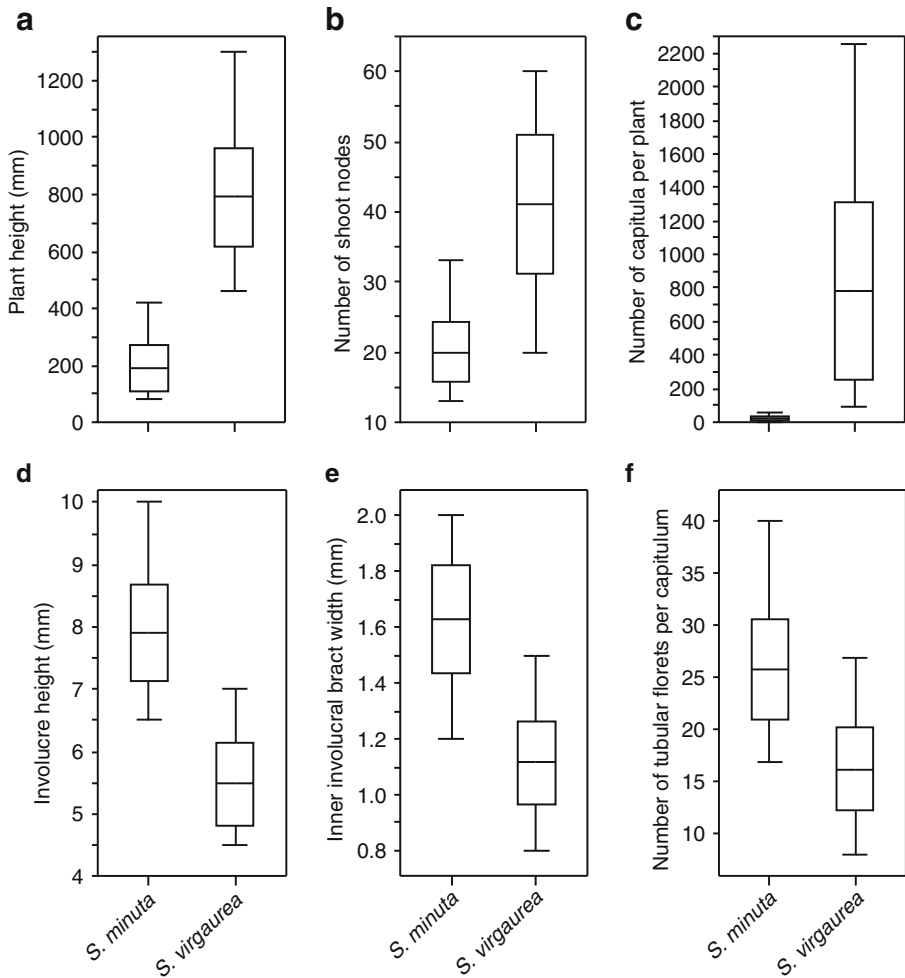 a
b
c
Plant height (mm)
1200
1000
800
600
400
200
0
Number of shoot nodes
60
50
40
30
20
10
Number of capitula per plant
2200
2000
1800
1600
1400
1200
1000
800
600
400
200
0
d
e
f
Involucre height (mm)
10
9
8
7
6
5
4
Inner involucral bract width (mm)
2.0
1.8
1.6
1.4
1.2
1.0
0.8
Number of tubular florets per capitulum
40
35
30
25
20
15
10
S. minuta
S. virgaurea
S. minuta
S. virgaurea
S. minuta
S. virgaurea